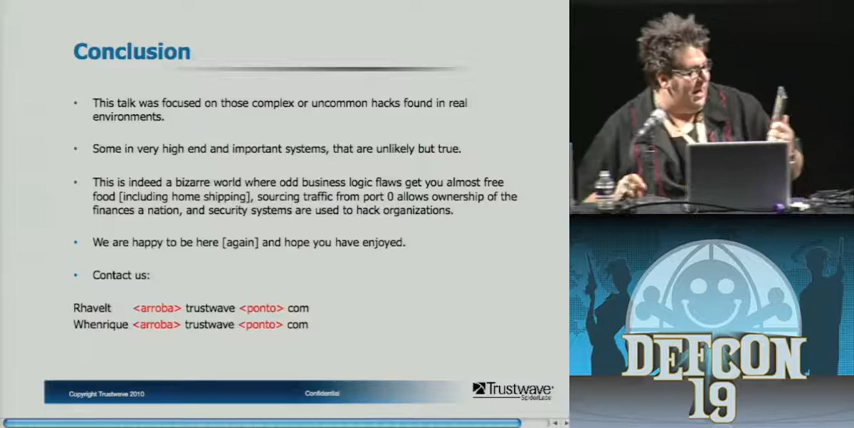 Conclusion
• This talk was focused on those complex or uncommon hacks found in real
environments.
• Some in very high end and important systems, that are unlikely but true.
• This is indeed a bizarre world where odd business logic flaws get you almost free
food [including home shipping], sourcing traffic from port 0 allows ownership of the
finances a nation, and security systems are used to hack organizations.
• We are happy to be here [again] and hope you have enjoyed.
• Contact us:
Rhavelt <arroba> trustwave <ponto> com
Whenrique <arroba> trustwave <ponto> com
Copyright Trustwave 2010
Confidential
Trustwave
SpiderLabs
DEFCON
19